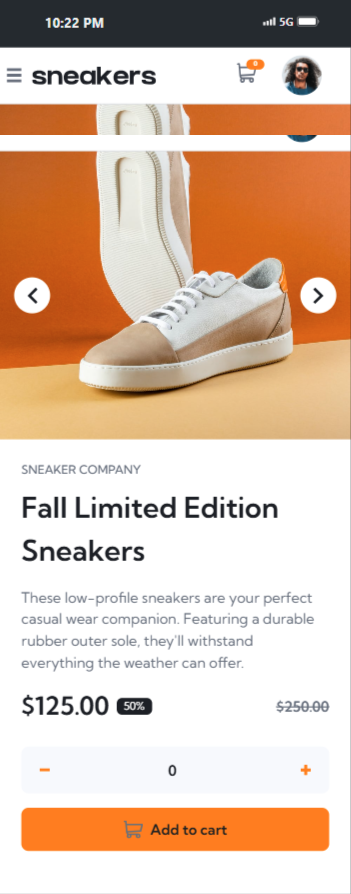 10:22 PM
5G
sneakers
0
SNEAKER COMPANY
Fall Limited Edition
Sneakers
These low-profile sneakers are your perfect
casual wear companion. Featuring a durable
rubber outer sole, they'll withstand
everything the weather can offer.
$125.00 50% $250.00
− 0 +
Add to cart